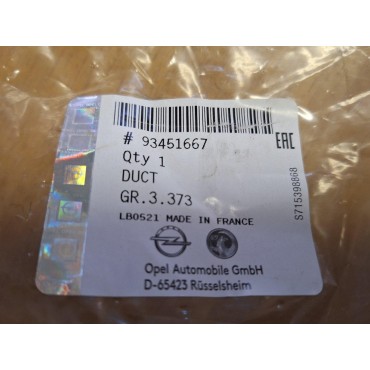 # 93451667
EAC
Qty 1
DUCT
GR.3.373
LB0521 MADE IN FRANCE
Opel Automobile GmbH
D-65423 Rüsselsheim
S715398868